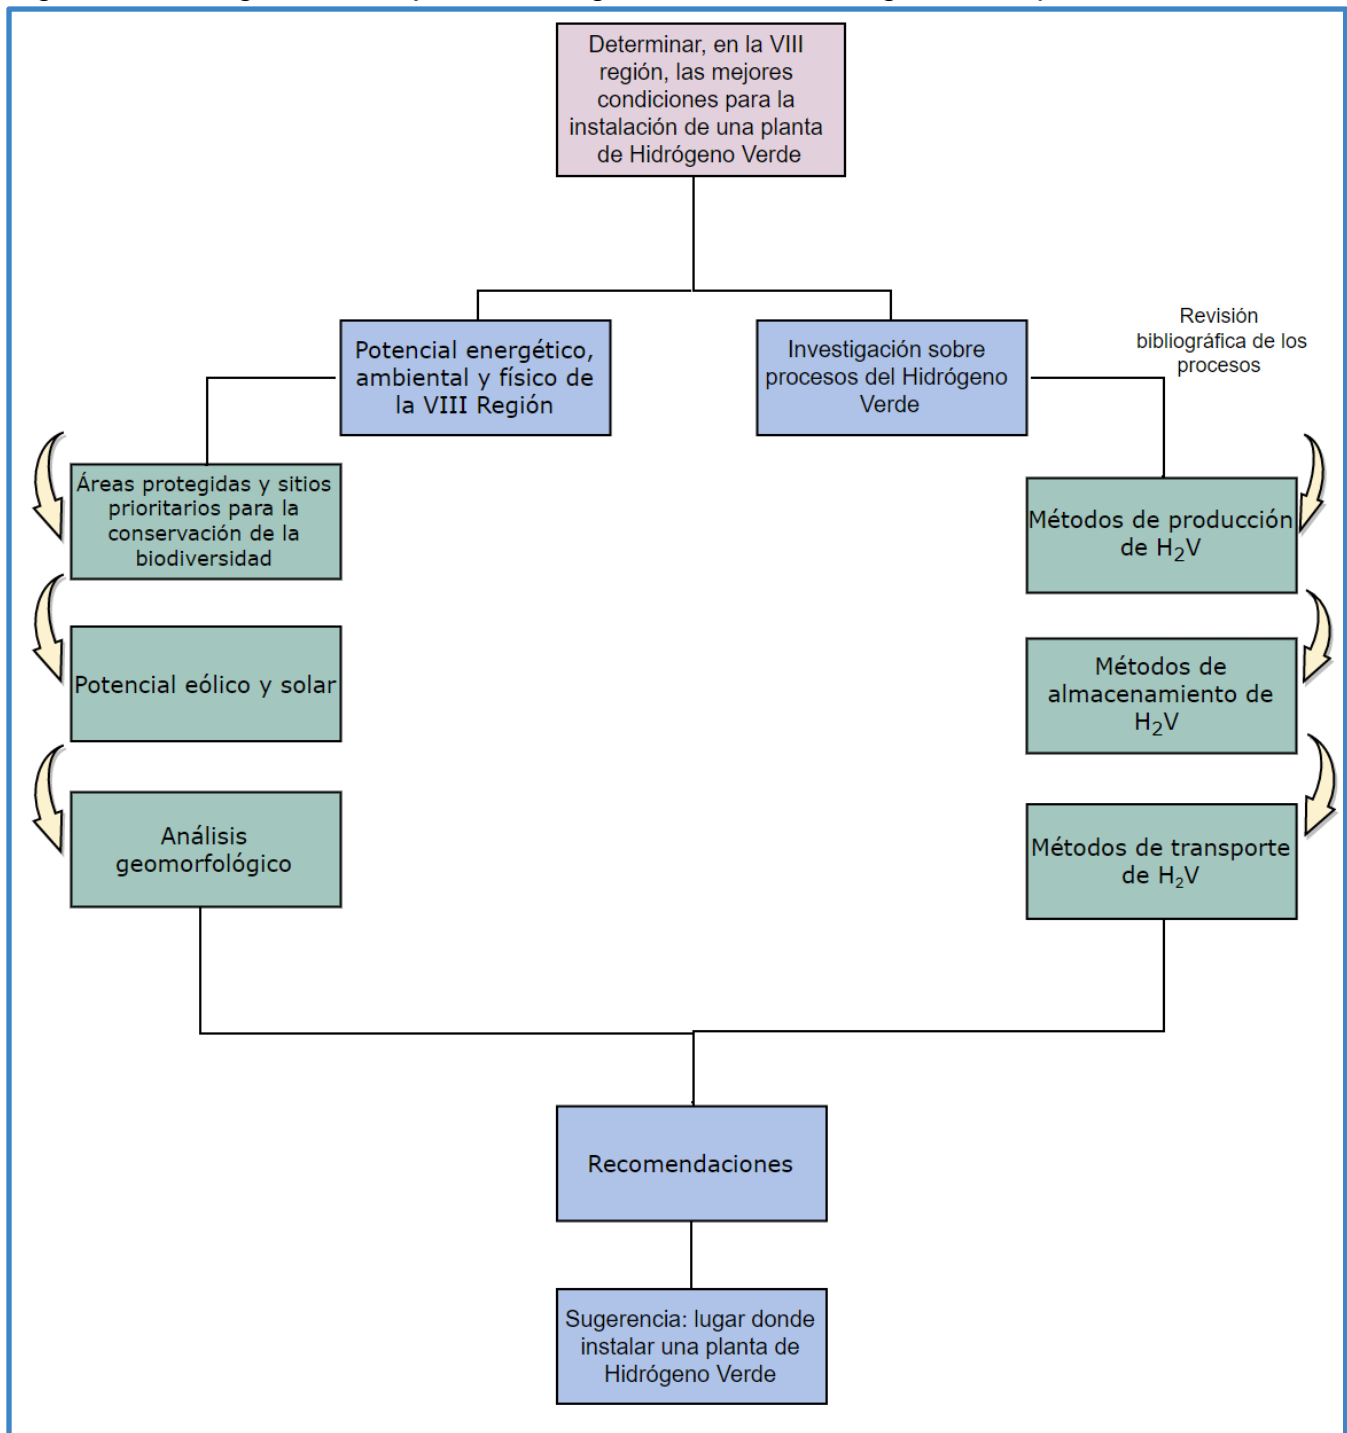 Determinar, en la VIII
región, las mejores
condiciones para la
instalación de una planta
de Hidrógeno Verde
Potencial energético,
ambiental y físico de
la VIII Región
Investigación sobre
procesos del Hidrógeno
Verde
Revisión
bibliográfica de los
procesos
Áreas protegidas y sitios
prioritarios para la
conservación de la
biodiversidad
Potencial eólico y solar
Análisis
geomorfológico
Métodos de producción
de H₂V
Métodos de
almacenamiento de
H₂V
Métodos de transporte
de H₂V
Recomendaciones
Sugerencia: lugar donde
instalar una planta de
Hidrógeno Verde